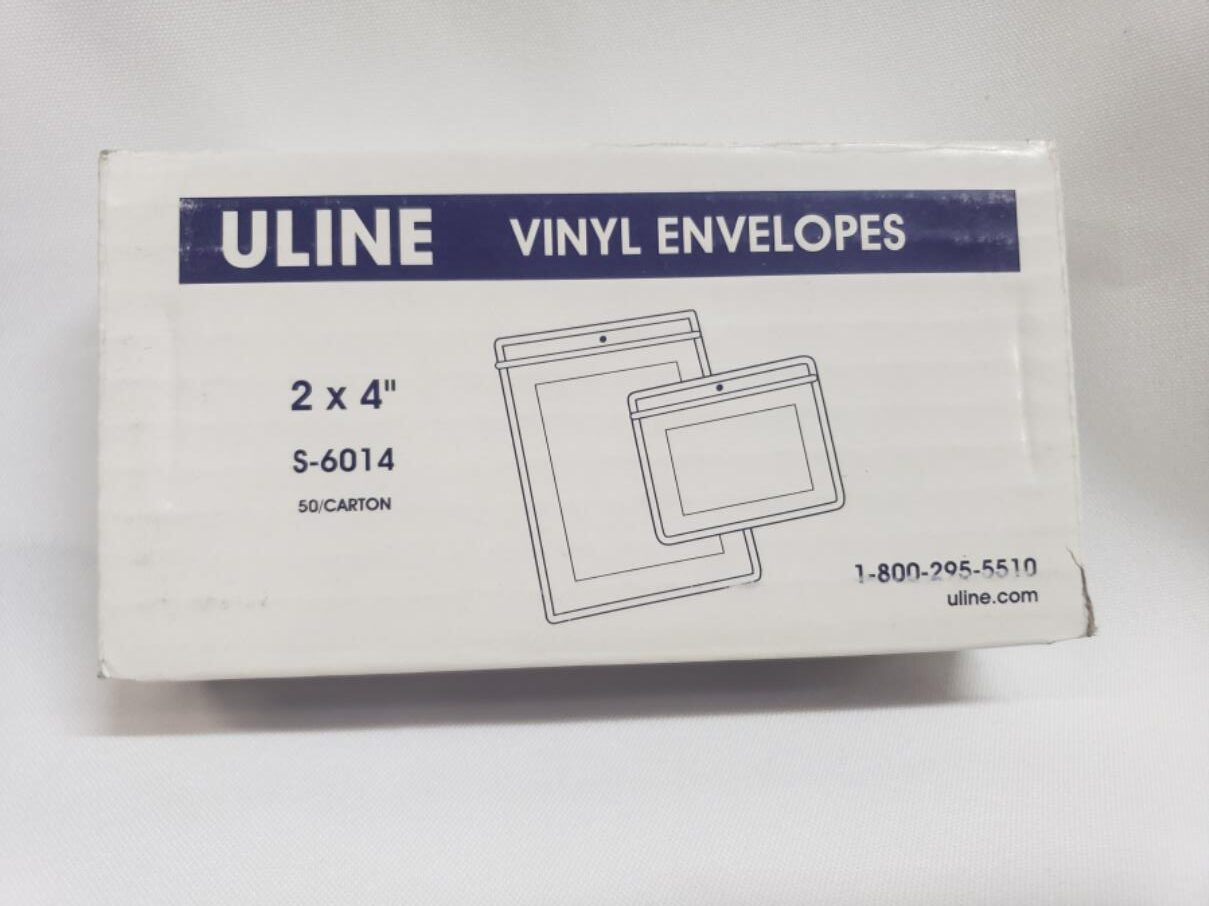 ULINE VINYL ENVELOPES
2 x 4"
S-6014
50/CARTON
1-800-295-5510
uline.com